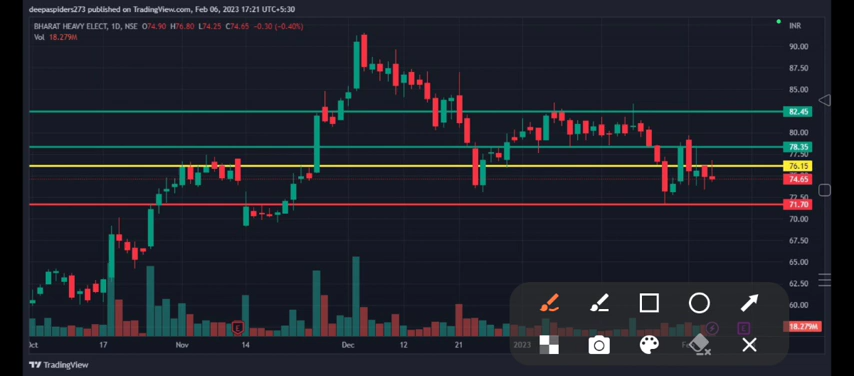 deepaspiders273 published on TradingView.com, Feb 06, 2023 17:21 UTC+5:30
BHARAT HEAVY ELECT, 1D, NSE O74.90 H76.80 L74.25 C74.65 -0.30 (-0.40%)
INR
Vol 18.279M
90.00
87.50
85.00
82.45
80.00
78.35
77.50
76.15
74.65
71.70
70.00
67.50
65.00
62.50
60.00
18.279M
E
E
17 Nov 14 Dec 12 21 2023
TradingView